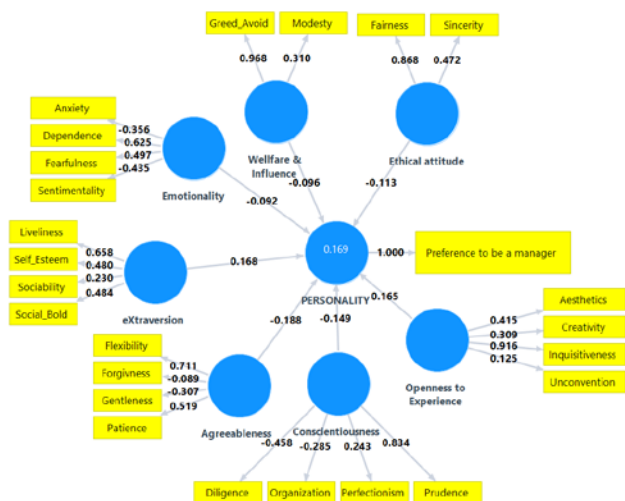 Greed_Avoid
Modesty
Fairness
Sincerity
0.968
0.310
0.868
0.472
Anxiety
Dependence
Fearfulness
Sentimentality
-0.356
0.625
0.497
-0.435
Emotionality
Wellfare &
Influence
Ethical attitude
-0.092
-0.096
-0.113
Liveliness
Self_Esteem
Sociability
Social_Bold
0.658
0.480
0.230
0.484
eXtraversion
0.168
0.169
1.000
Preference to be a manager
PERSONALITY
0.165
-0.188
-0.149
Aesthetics
Creativity
Inquisitiveness
Unconvention
0.415
0.309
0.916
0.125
Openness to
Experience
Flexibility
Forgivness
Gentleness
Patience
0.711
-0.089
-0.307
0.519
Agreeableness
Conscientiousness
-0.458
-0.285
0.243
0.834
Diligence
Organization
Perfectionism
Prudence